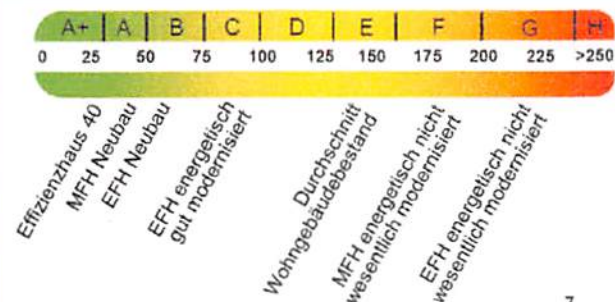 A+ A B C D E F G H
0 25 50 75 100 125 150 175 200 225 >250
Effizienzhaus 40
MFH Neubau
EFH Neubau
EFH energetisch
gut modernisiert
Durchschnitt
Wohngebäudebestand
MFH energetisch nicht
wesentlich modernisiert
EFH energetisch nicht
wesentlich modernisiert
7